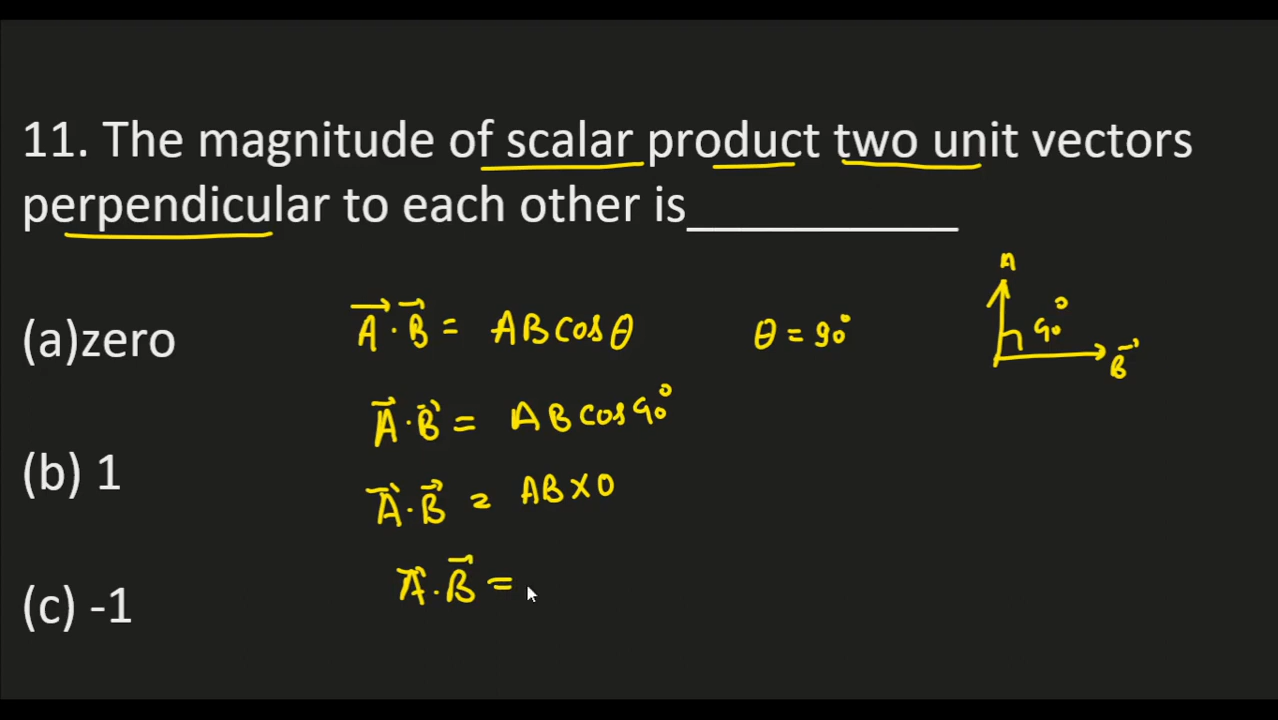 11. The magnitude of scalar product two unit vectors
perpendicular to each other is____________
A
90°
B
(a)zero
A · B = AB cos θ
θ = 90°
A · B = AB cos 90°
(b) 1
A · B = AB × 0
A · B =
(c) -1